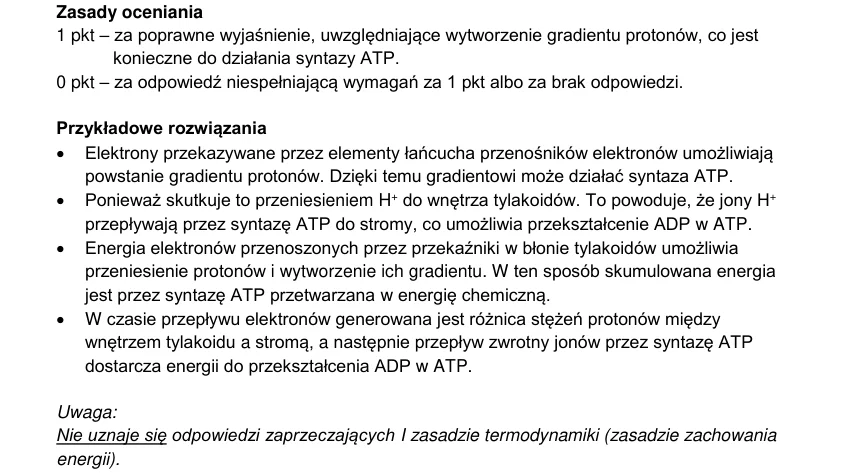 Zasady oceniania
1 pkt – za poprawne wyjaśnienie, uwzględniające wytworzenie gradientu protonów, co jest
konieczne do działania syntazy ATP.
0 pkt – za odpowiedź niespełniającą wymagań za 1 pkt albo za brak odpowiedzi.
Przykładowe rozwiązania
• Elektrony przekazywane przez elementy łańcucha przenośników elektronów umożliwiają
powstanie gradientu protonów. Dzięki temu gradientowi może działać syntaza ATP.
• Ponieważ skutkuje to przeniesieniem H⁺ do wnętrza tylakoidów. To powoduje, że jony H⁺
przepływają przez syntazę ATP do stromy, co umożliwia przekształcenie ADP w ATP.
• Energia elektronów przenoszonych przez przekaźniki w błonie tylakoidów umożliwia
przeniesienie protonów i wytworzenie ich gradientu. W ten sposób skumulowana energia
jest przez syntazę ATP przetwarzana w energię chemiczną.
• W czasie przepływu elektronów generowana jest różnica stężeń protonów między
wnętrzem tylakoidu a stromą, a następnie przepływ zwrotny jonów przez syntazę ATP
dostarcza energii do przekształcenia ADP w ATP.
Uwaga:
Nie uznaje się odpowiedzi zaprzeczających I zasadzie termodynamiki (zasadzie zachowania
energii).